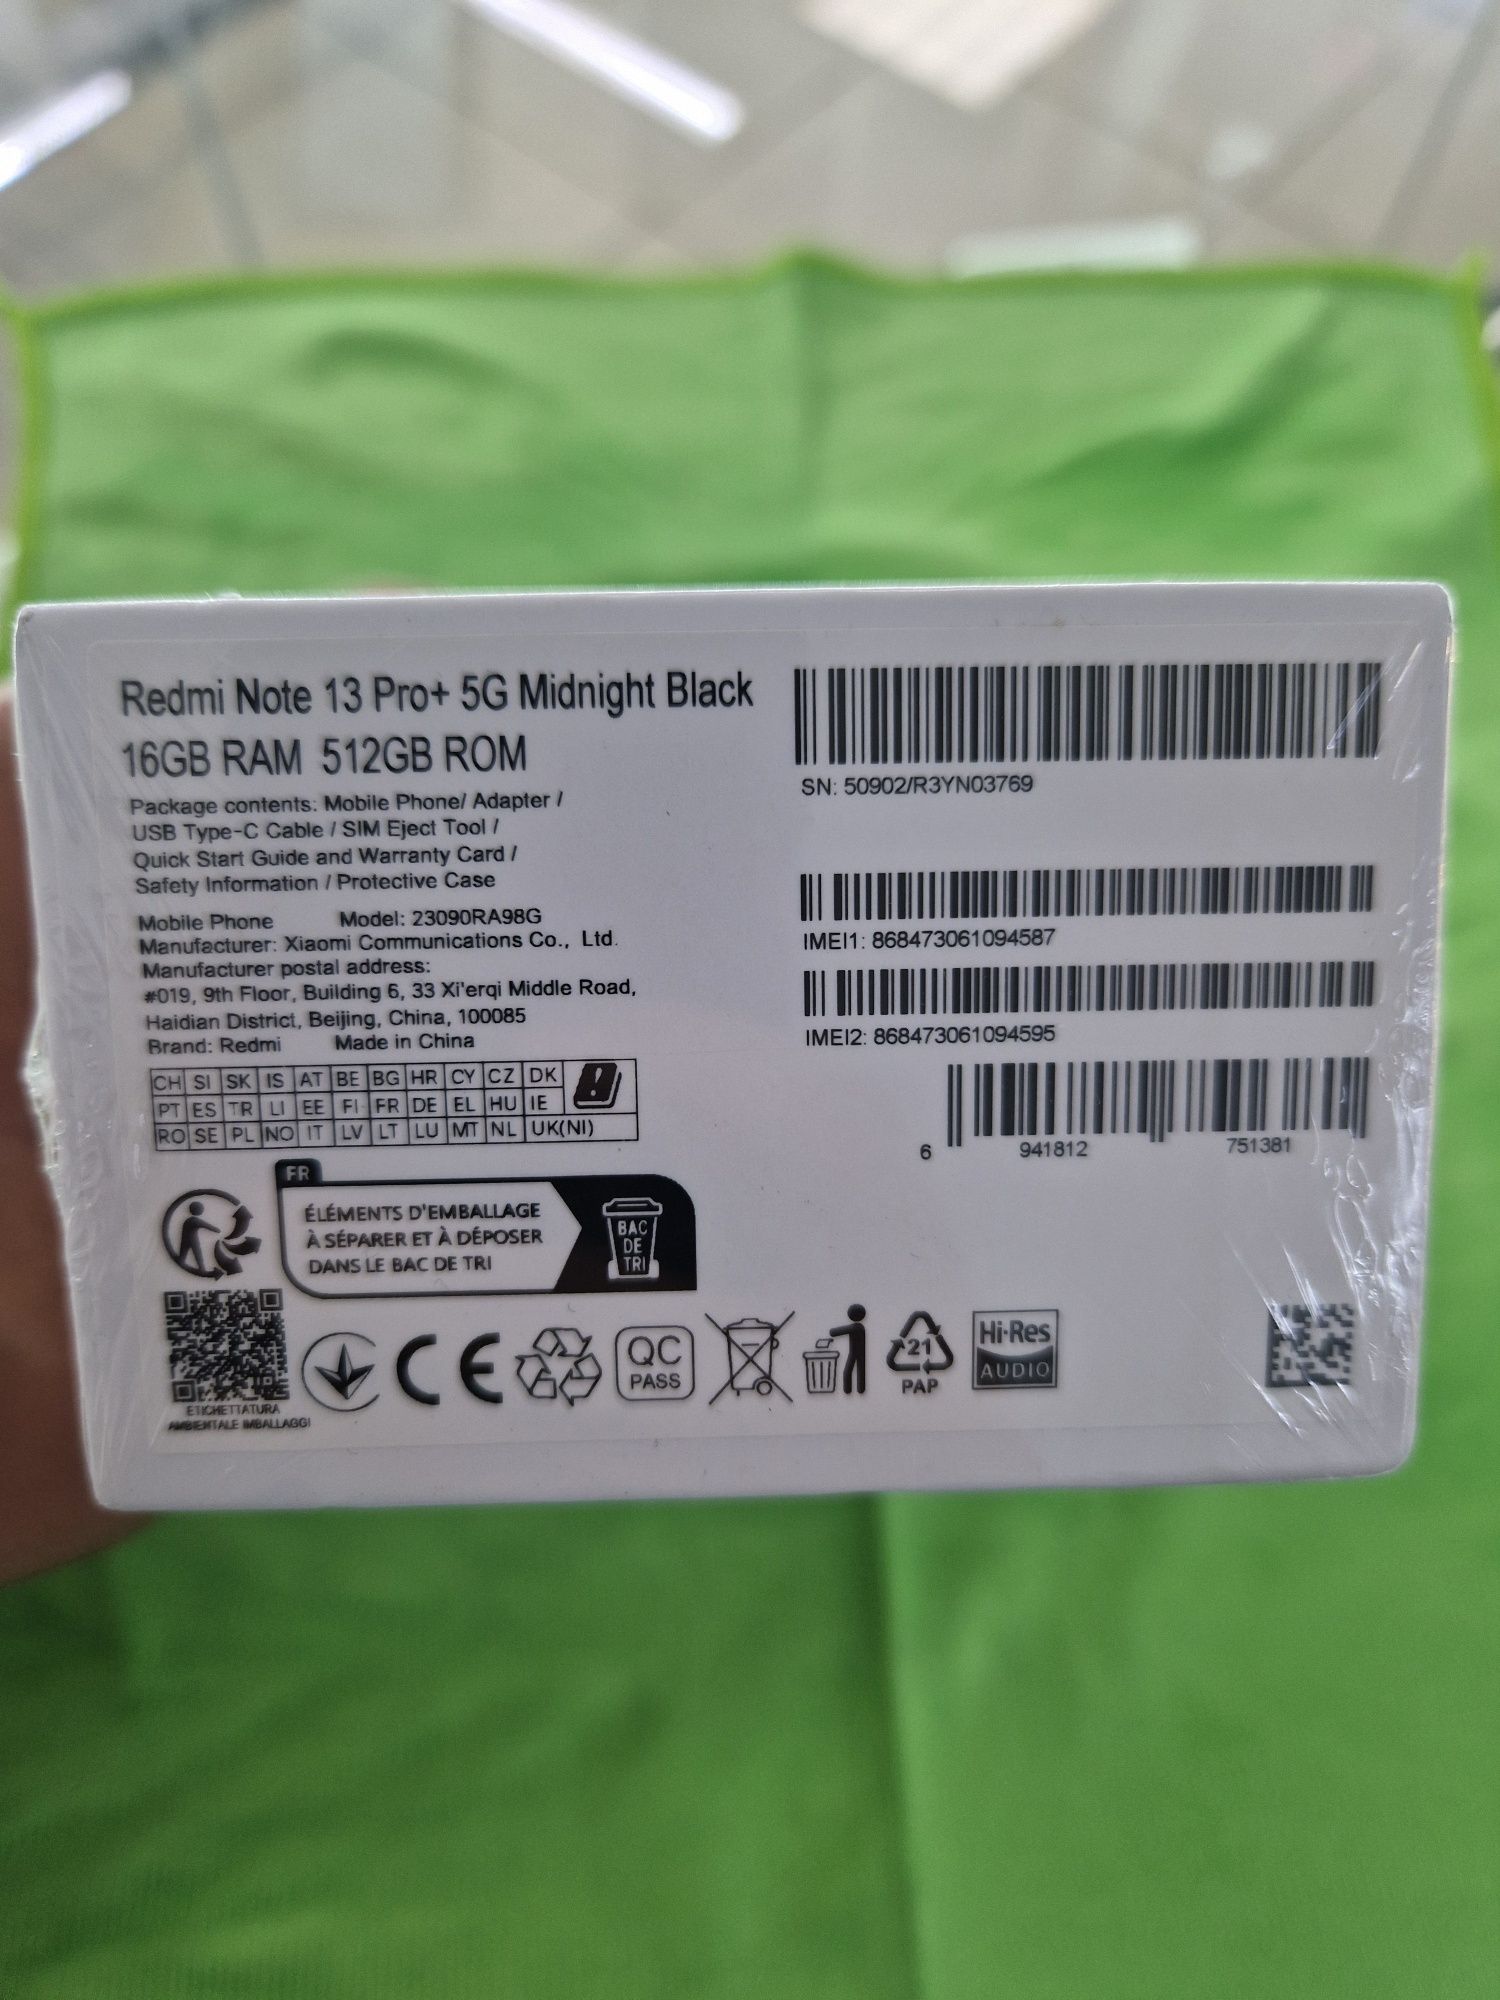 Redmi Note 13 Pro+ 5G Midnight Black
16GB RAM 512GB ROM
Package contents: Mobile Phone/ Adapter /
USB Type-C Cable / SIM Eject Tool /
Quick Start Guide and Warranty Card /
Safety Information / Protective Case
Mobile Phone Model: 23090RA98G
Manufacturer: Xiaomi Communications Co., Ltd.
Manufacturer postal address:
#019, 9th Floor, Building 6, 33 Xi'erqi Middle Road,
Haidian District, Beijing, China, 100085
Brand: Redmi Made in China
CH SI SK IS AT BE BG HR CY CZ DK
PT ES TR LI EE FI FR DE EL HU IE
RO SE PL NO IT LV LT LU MT NL UK(NI)
FR
ÉLÉMENTS D'EMBALLAGE
À SÉPARER ET À DÉPOSER
DANS LE BAC DE TRI
BAC
DE
TRI
ETICHETTATURA
AMBIENTALE IMBALLAGGI
CE
QC
PASS
21
PAP
Hi-Res
AUDIO
SN: 50902/R3YN03769
IMEI1: 868473061094587
IMEI2: 868473061094595
6 941812 751381